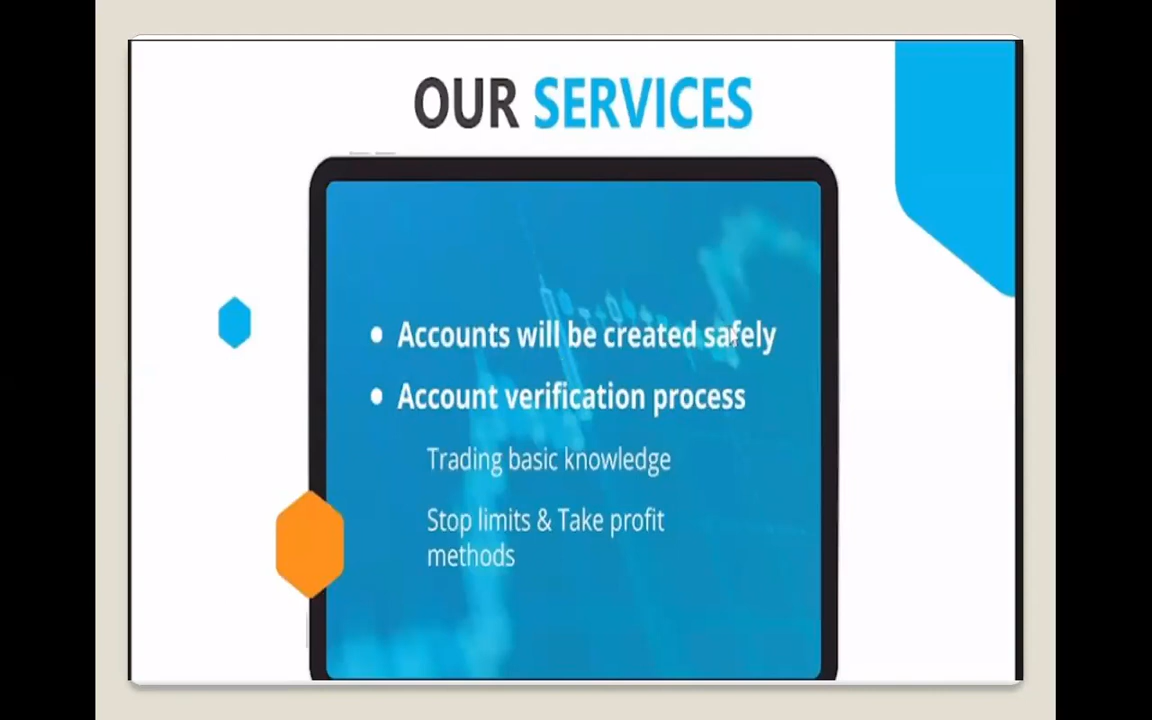 OUR SERVICES
• Accounts will be created safely
• Account verification process
Trading basic knowledge
Stop limits & Take profit
methods